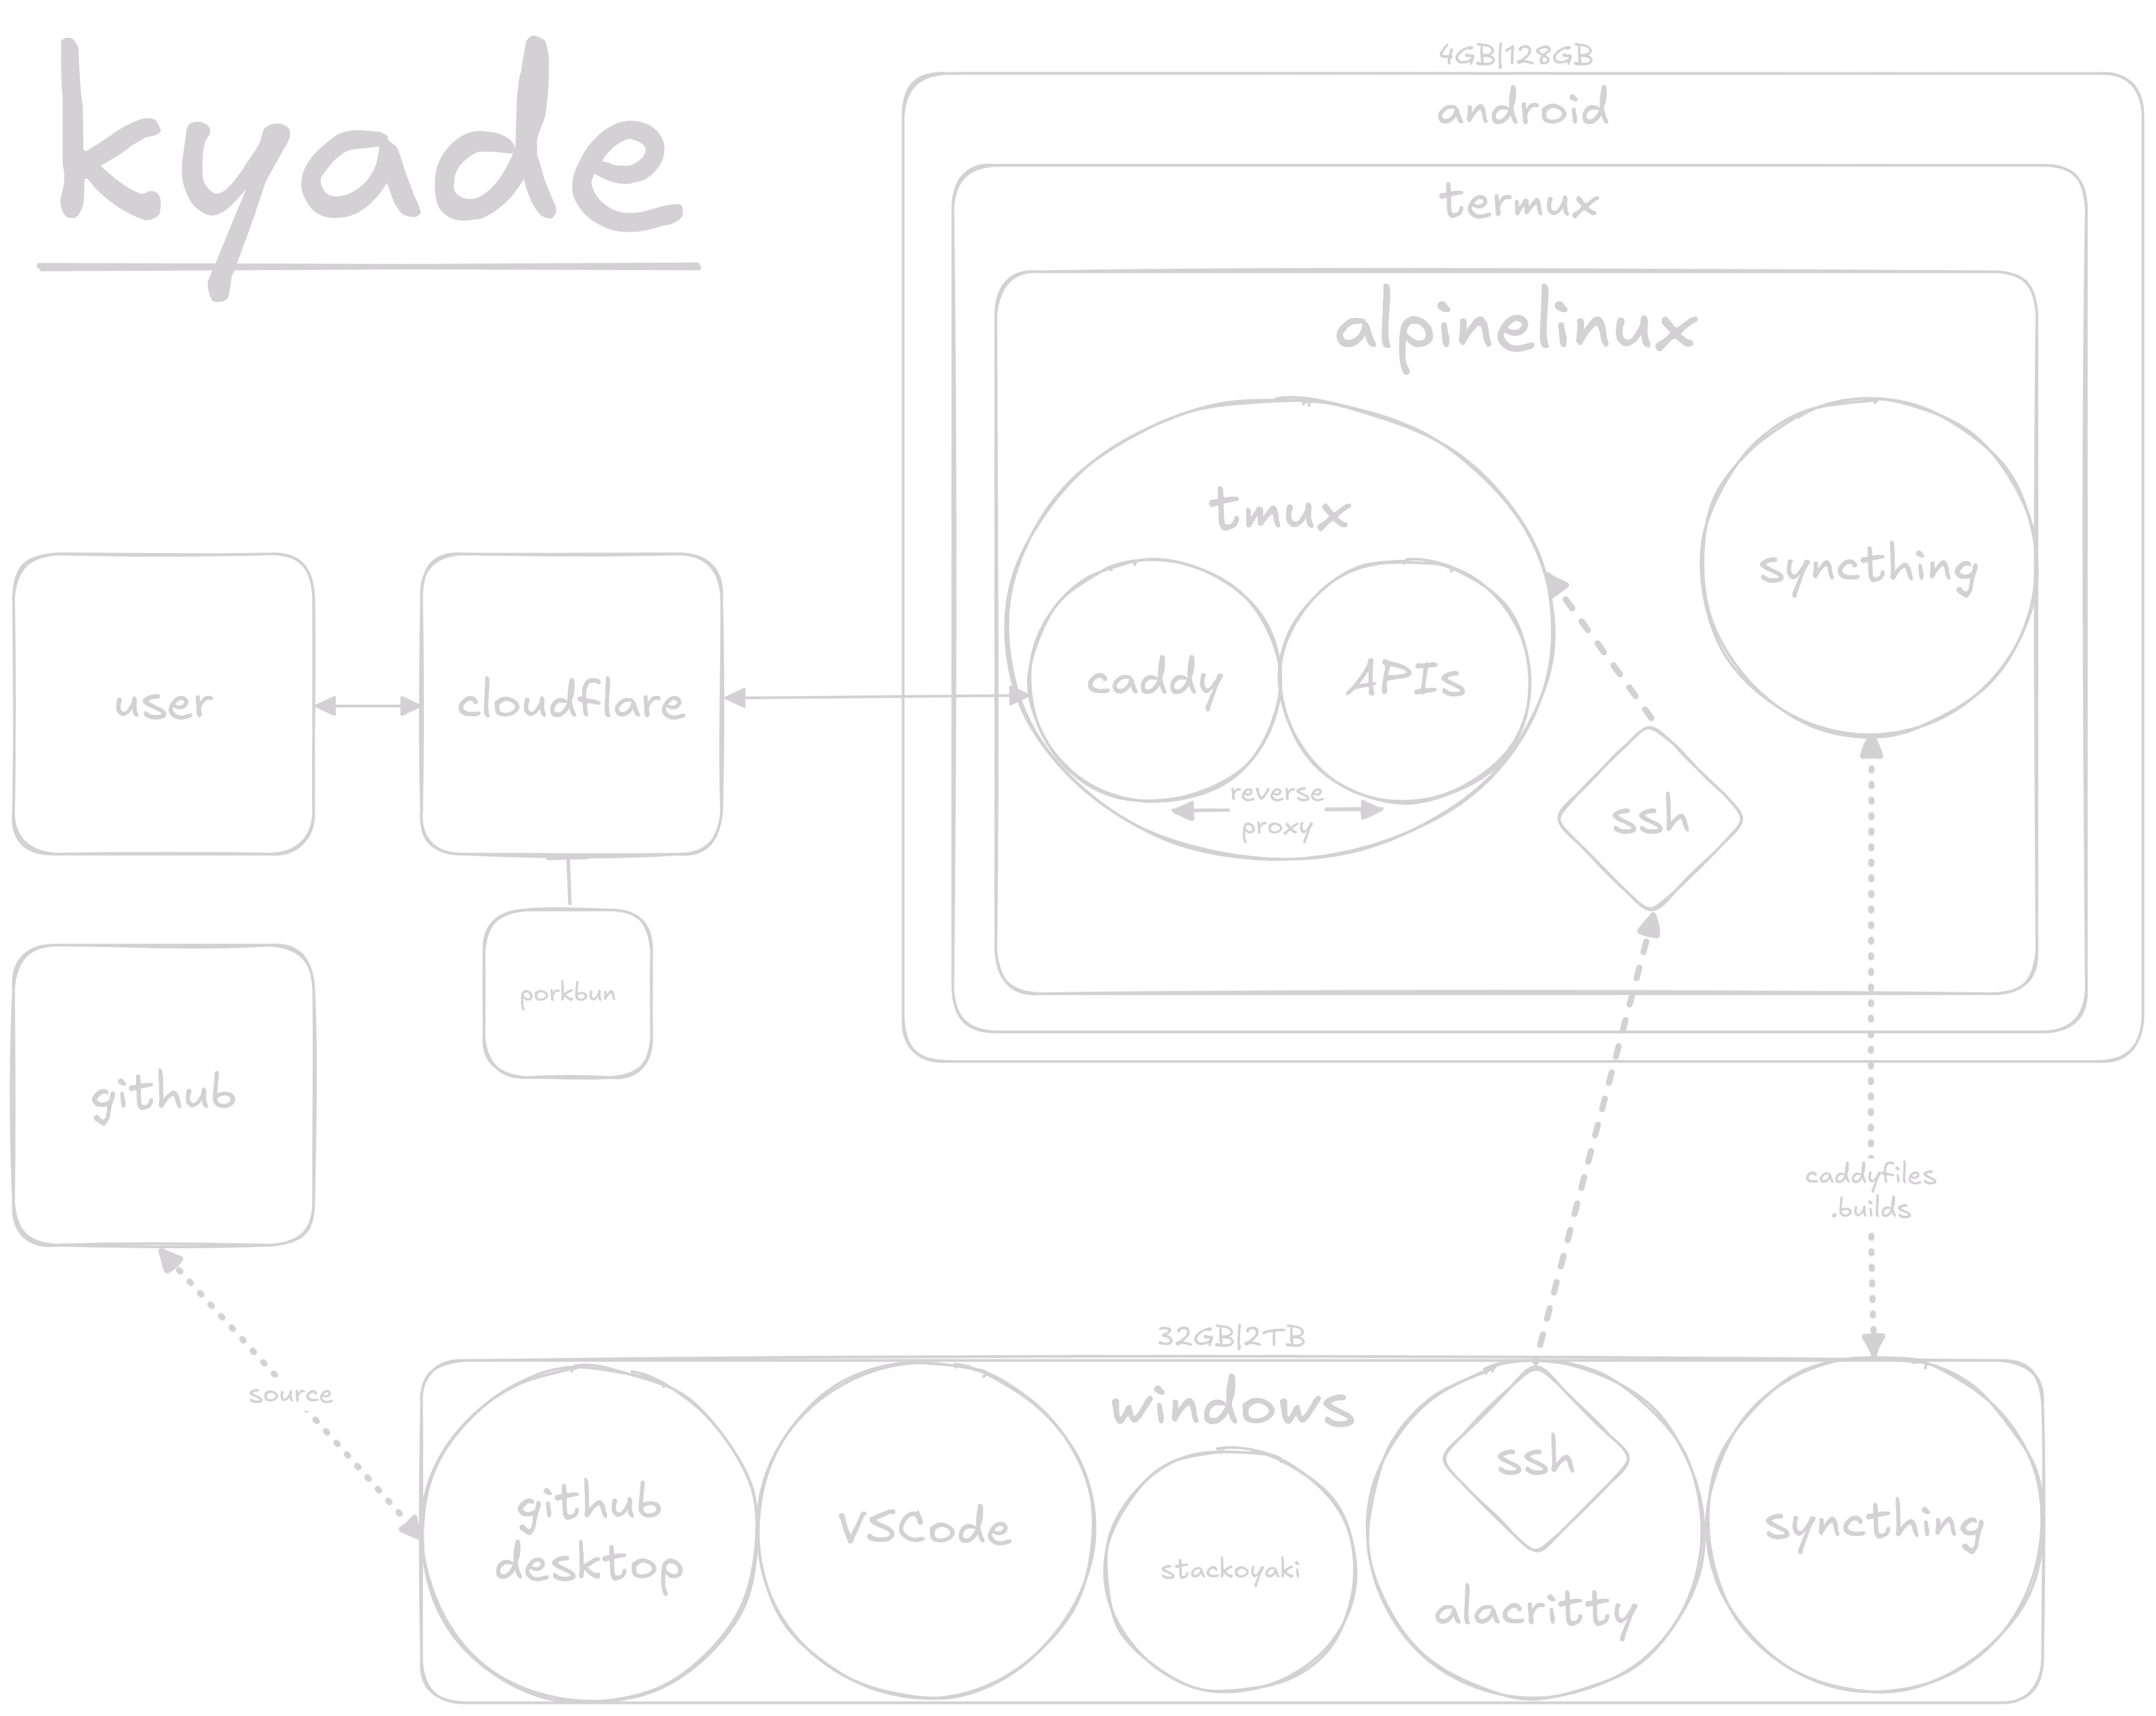 kyade
4GB|128GB
android
termux
alpinelinux
tmux
syncthing
user
cloudflare
caddy
APIs
reverse
proxy
ssh
porkbun
github
caddyfiles
.builds
source
32GB|2TB
windows
github
desktop
VSCode
stackoyaki
ssh
alacritty
syncthing